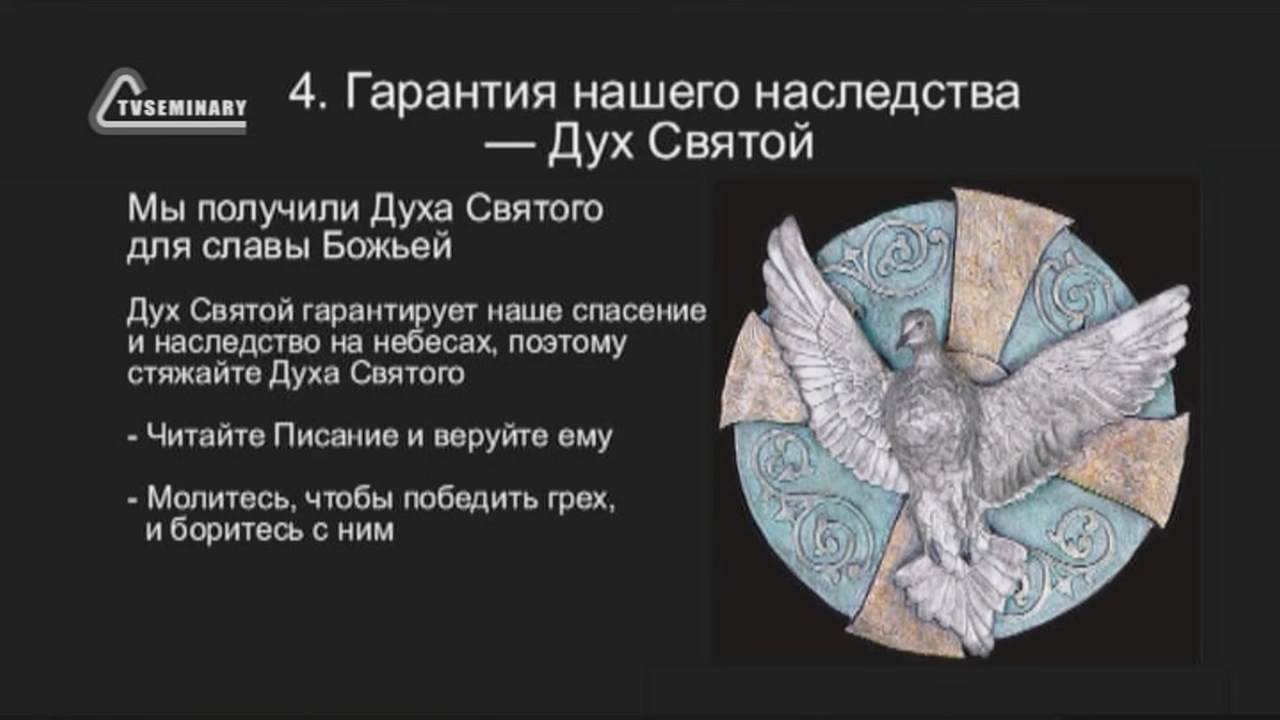 TVSEMINARY
4. Гарантия нашего наследства
— Дух Святой
Мы получили Духа Святого
для славы Божьей
Дух Святой гарантирует наше спасение
и наследство на небесах, поэтому
стяжайте Духа Святого
- Читайте Писание и веруйте ему
- Молитесь, чтобы победить грех,
и боритесь с ним